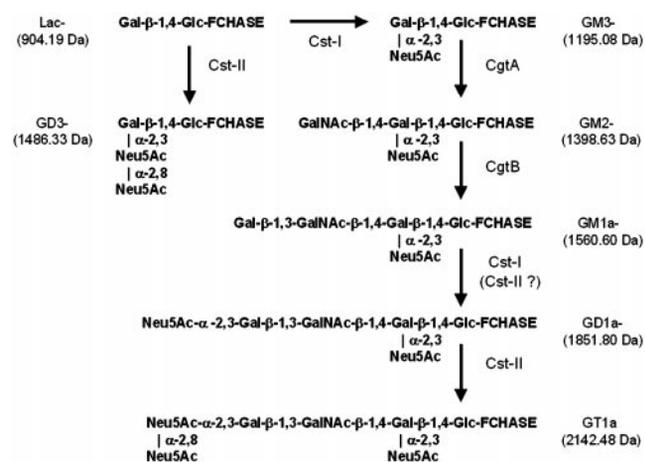 Lac- Gal-β-1,4-Glc-FCHASE Gal-β-1,4-Glc-FCHASE GM3-
(904.19 Da) Cst-I | α-2,3 (1195.08 Da)
Neu5Ac
Cst-II CgtA
GD3- Gal-β-1,4-Glc-FCHASE GalNAc-β-1,4-Gal-β-1,4-Glc-FCHASE GM2-
(1486.33 Da) | α-2,3 | α-2,3 (1398.63 Da)
Neu5Ac Neu5Ac
| α-2,8
Neu5Ac CgtB
Gal-β-1,3-GalNAc-β-1,4-Gal-β-1,4-Glc-FCHASE GM1a-
| α-2,3 (1560.60 Da)
Neu5Ac
Cst-I
(Cst-II ?)
Neu5Ac-α-2,3-Gal-β-1,3-GalNAc-β-1,4-Gal-β-1,4-Glc-FCHASE GD1a-
| α-2,3 (1851.80 Da)
Neu5Ac
Cst-II
Neu5Ac-α-2,3-Gal-β-1,3-GalNAc-β-1,4-Gal-β-1,4-Glc-FCHASE GT1a
| α-2,8 | α-2,3 (2142.48 Da)
Neu5Ac Neu5Ac